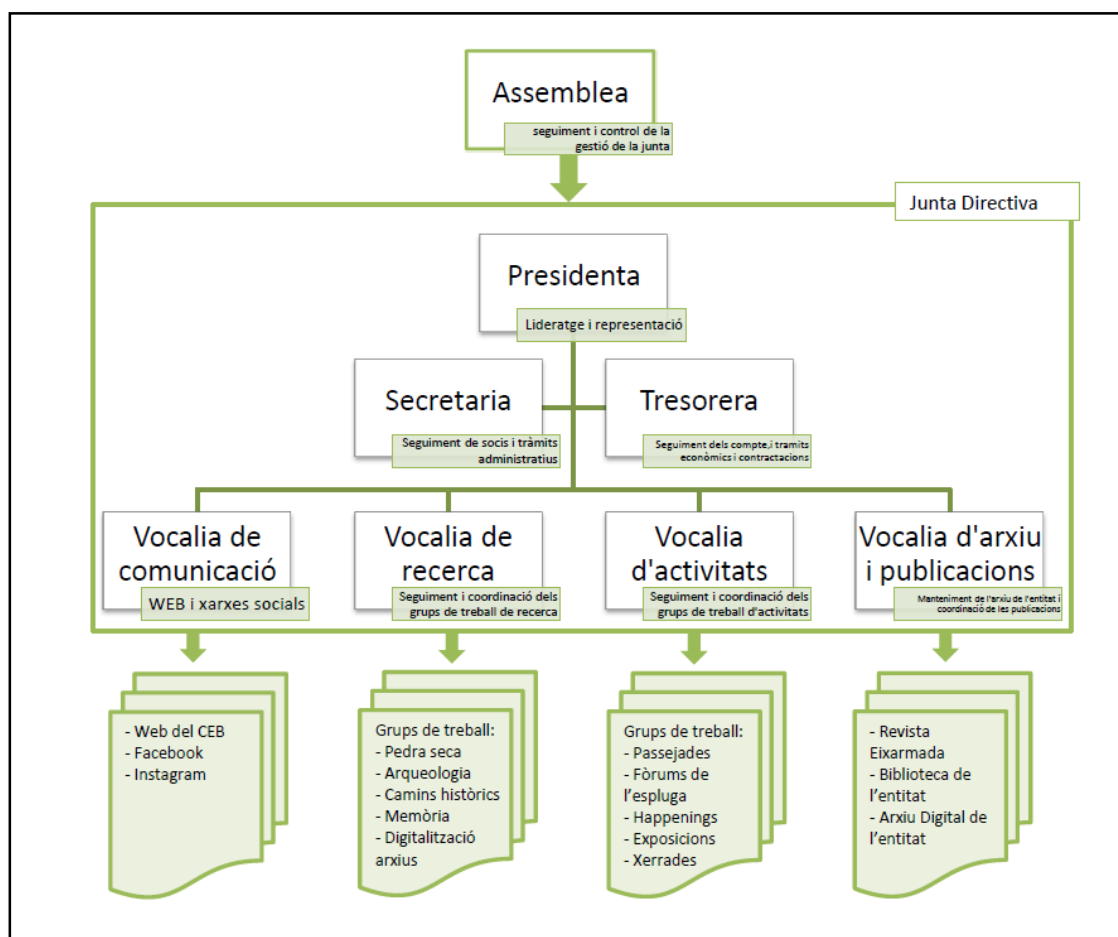 Assemblea
seguiment i control de la
gestió de la junta
Junta Directiva
Presidenta
Lideratge i representació
Secretaria
Seguiment de socis i tràmits
administratius
Tresorera
Seguiment dels compte,i tramits
econòmics i contractacions
Vocalia de
comunicació
WEB i xarxes socials
Vocalia de
recerca
Seguiment i coordinació dels
grups de treball de recerca
Vocalia
d'activitats
Seguiment i coordinació dels
grups de treball d'activitats
Vocalia d'arxiu
i publicacions
Manteniment de l'arxiu de l'entitat i
coordinació de les publicacions
- Web del CEB
- Facebook
- Instagram
Grups de treball:
- Pedra seca
- Arqueologia
- Camins històrics
- Memòria
- Digitalització
arxius
Grups de treball:
- Passejades
- Fòrums de
l’espluga
- Happenings
- Exposicions
- Xerrades
- Revista
Eixarmada
- Biblioteca de
l’entitat
- Arxiu Digital de
l’entitat